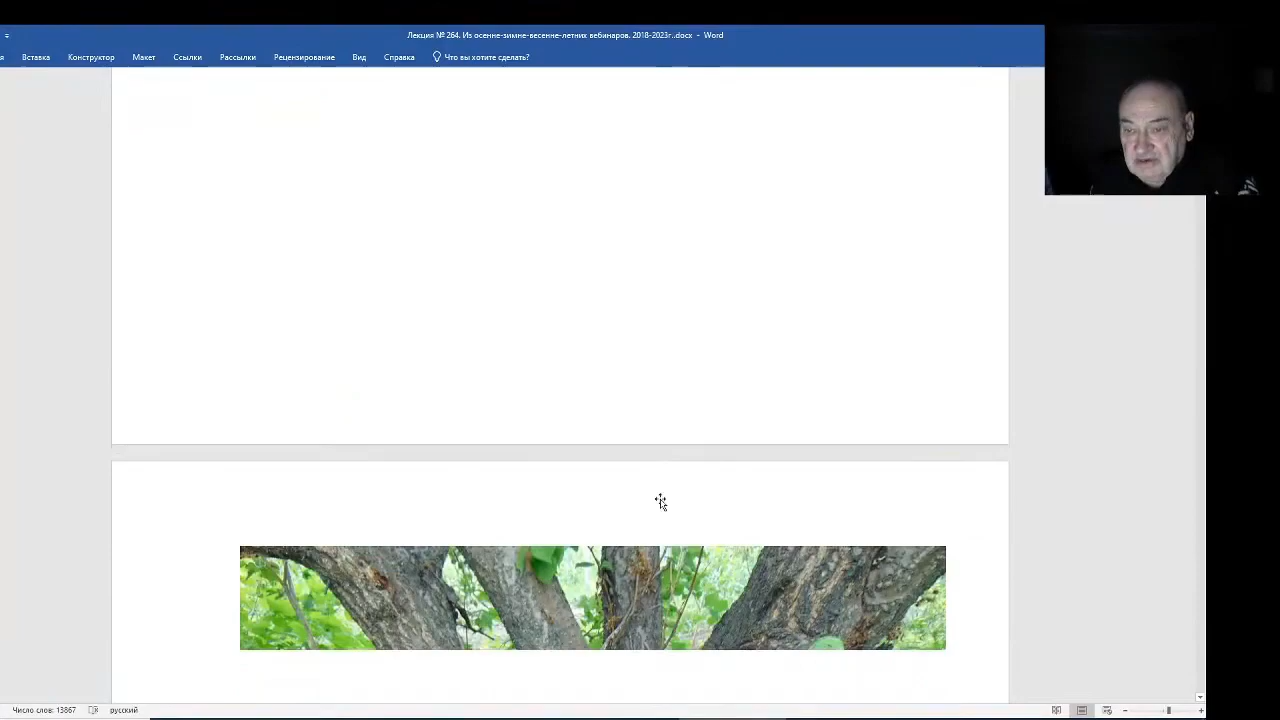 Лекция № 264. Из осенне-зимне-весенне-летних вебинаров. 2018-2023г..docx - Word
я Вставка Конструктор Макет Ссылки Рассылки Рецензирование Вид Справка Что вы хотите сделать?
Число слов: 13867 русский